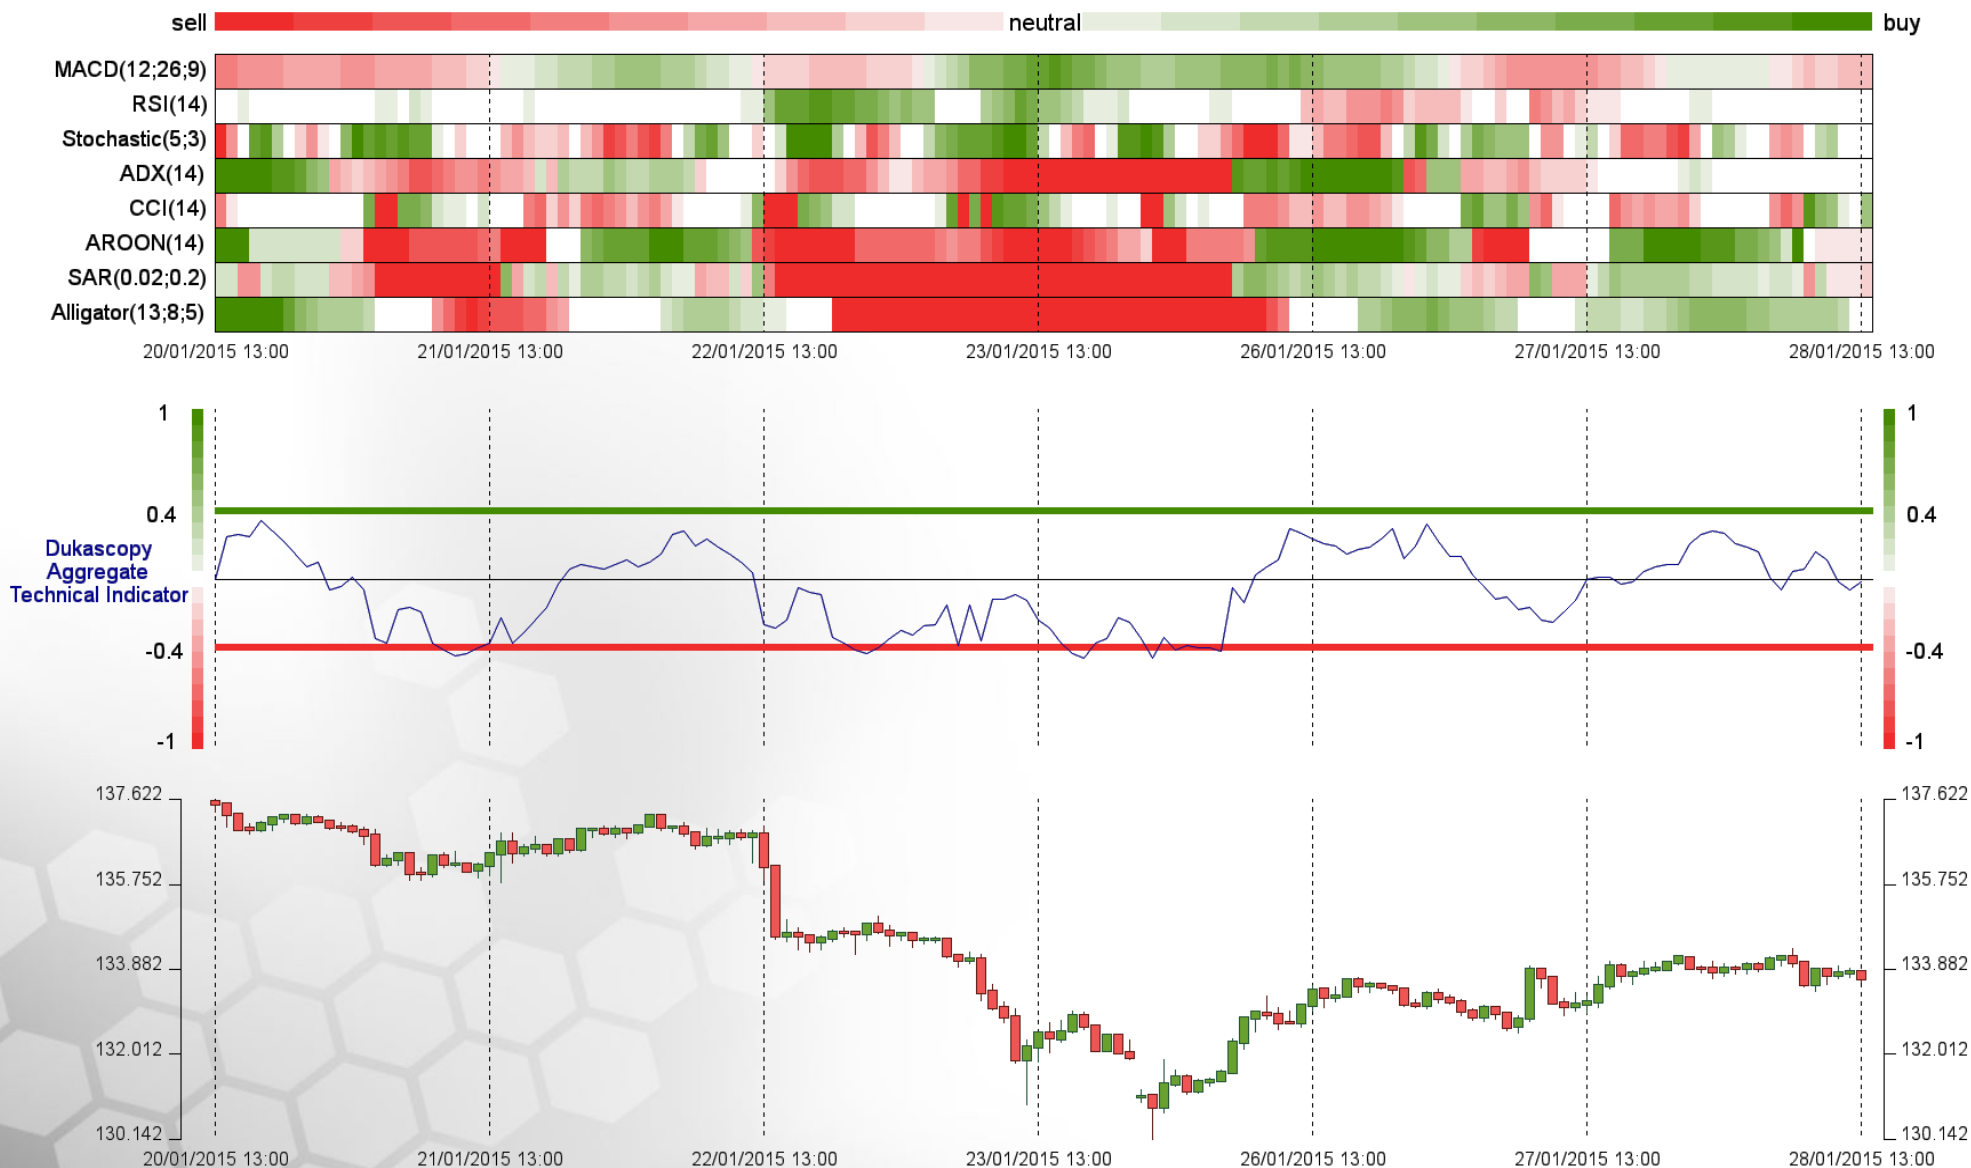 sell neutral buy
MACD(12;26;9)
RSI(14)
Stochastic(5;3)
ADX(14)
CCI(14)
AROON(14)
SAR(0.02;0.2)
Alligator(13;8;5)
20/01/2015 13:00 21/01/2015 13:00 22/01/2015 13:00 23/01/2015 13:00 26/01/2015 13:00 27/01/2015 13:00 28/01/2015 13:00
1 1
0.4 0.4
Dukascopy
Aggregate
Technical Indicator
-0.4 -0.4
-1 -1
137.622 137.622
135.752 135.752
133.882 133.882
132.012 132.012
130.142 130.142
20/01/2015 13:00 21/01/2015 13:00 22/01/2015 13:00 23/01/2015 13:00 26/01/2015 13:00 27/01/2015 13:00 28/01/2015 13:00